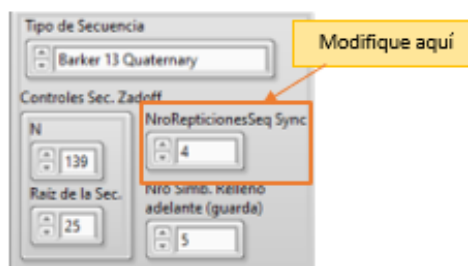 Tipo de Secuencia
Barker 13 Quaternary
Modifique aquí
Controles Sec. Zadoff
N
139
Raíz de la Sec.
25
NroRepticionesSeq Sync
4
Nro Simb. Relleno
adelante (guarda)
5